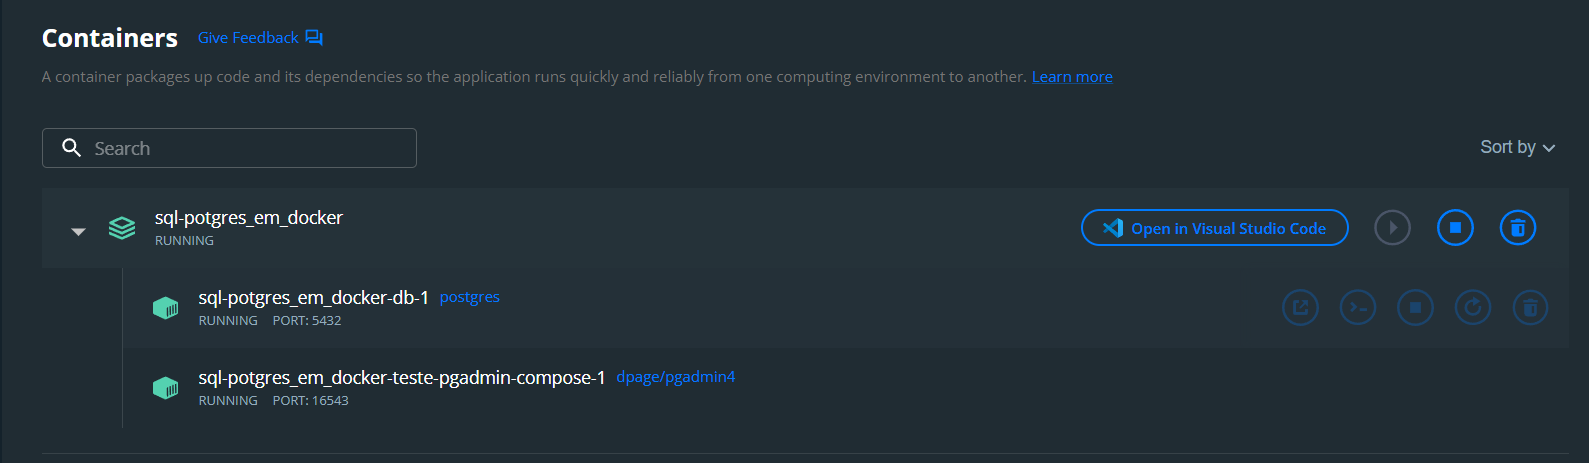 Containers Give Feedback
A container packages up code and its dependencies so the application runs quickly and reliably from one computing environment to another. Learn more
Search
Sort by
sql-potgres_em_docker
RUNNING
Open in Visual Studio Code
sql-potgres_em_docker-db-1 postgres
RUNNING PORT: 5432
sql-potgres_em_docker-teste-pgadmin-compose-1 dpage/pgadmin4
RUNNING PORT: 16543